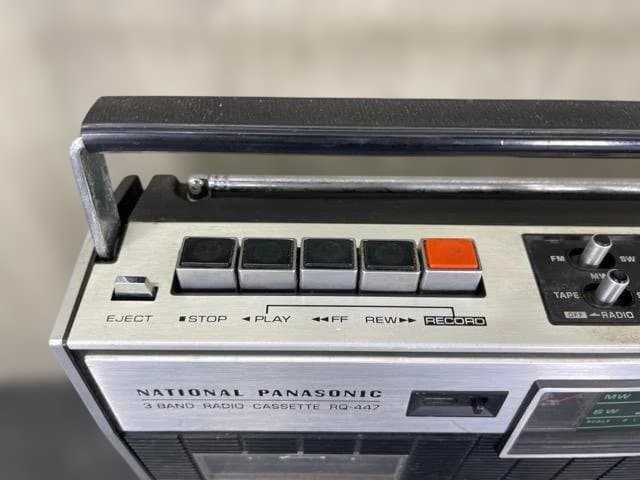 FM SW
MW
TAPE S
OFF RADIO
EJECT ■STOP ◄PLAY ◄◄FF REW►► RECORD
NATIONAL PANASONIC
3 BAND RADIO CASSETTE RQ-447
MW
SW